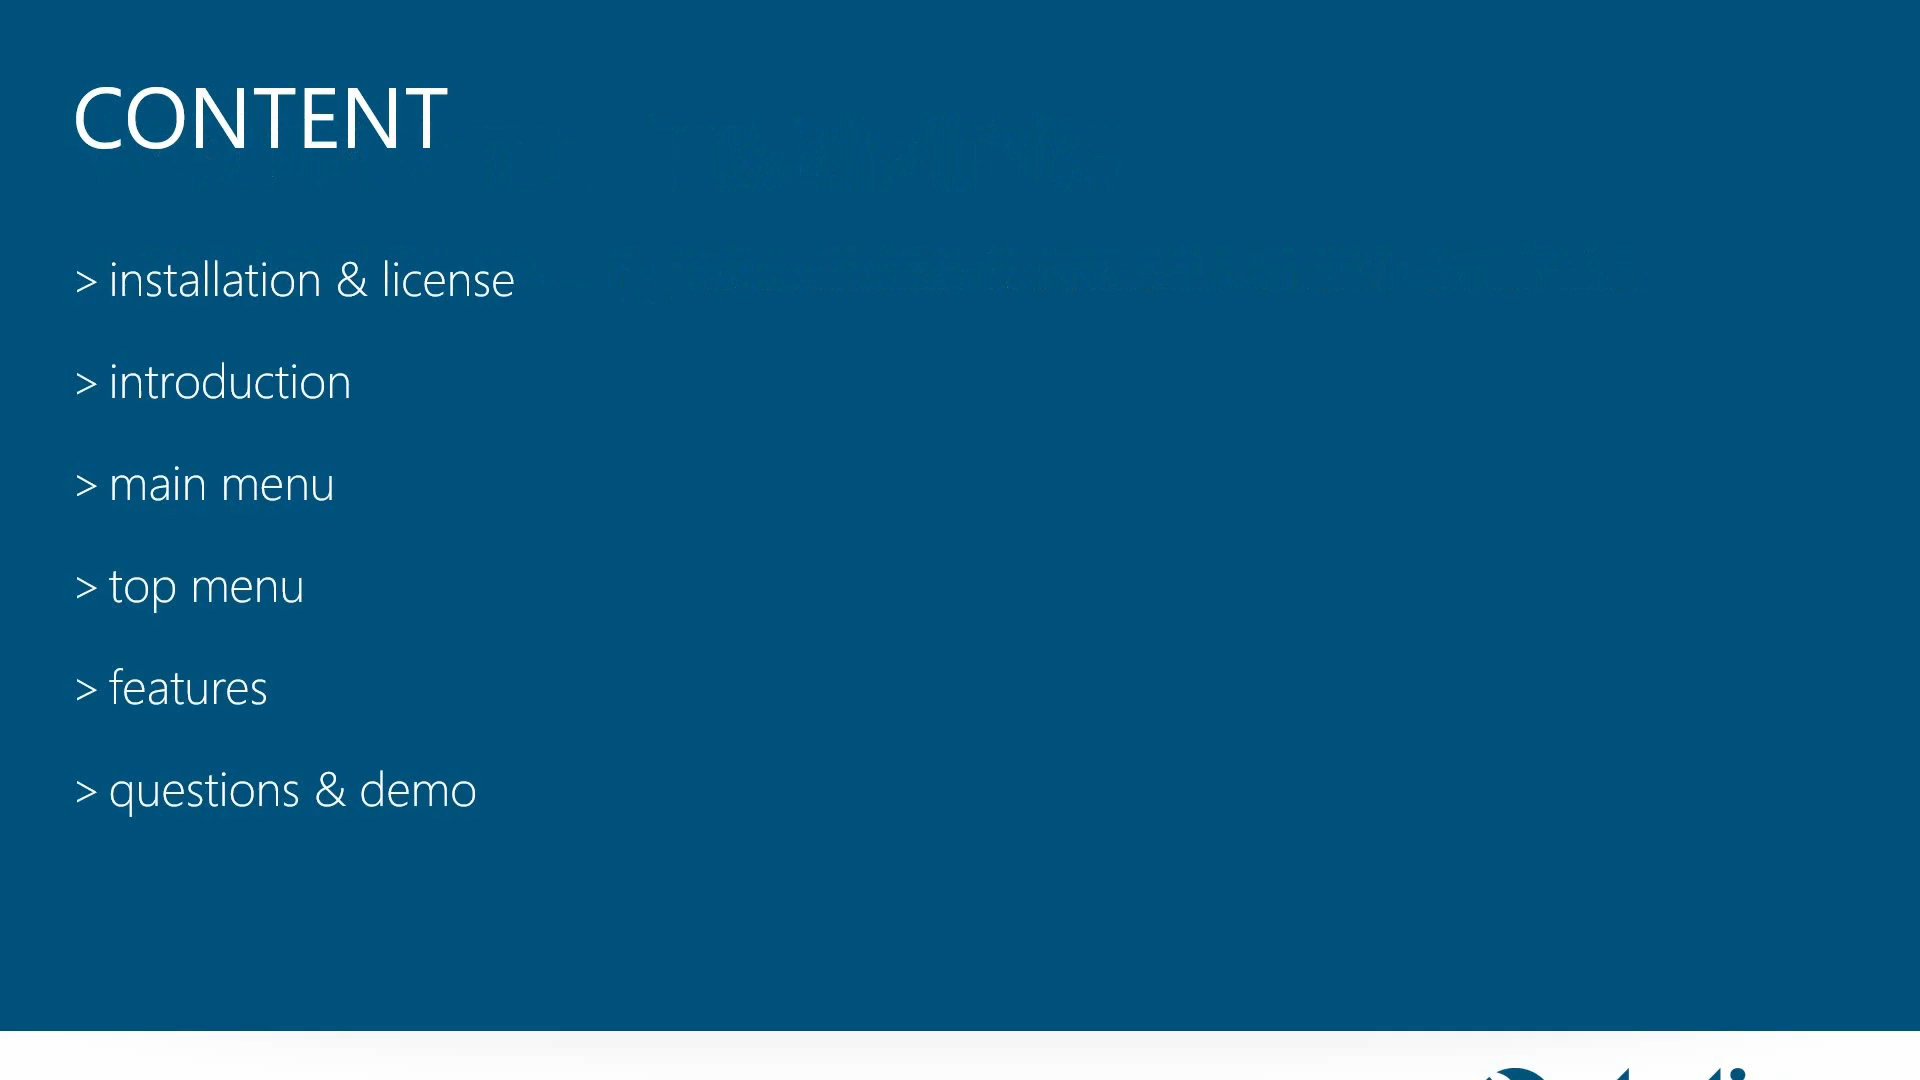 CONTENT
> installation & license
> introduction
> main menu
> top menu
> features
> questions & demo